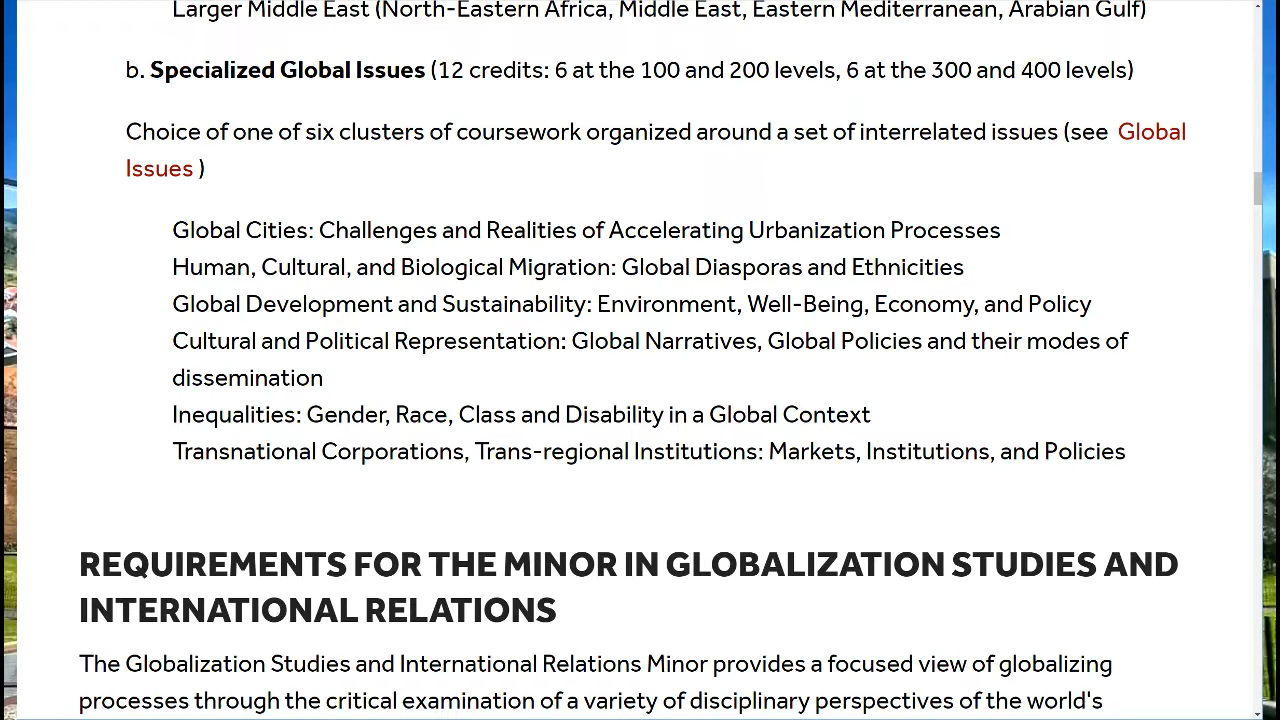 Larger Middle East (North-Eastern Africa, Middle East, Eastern Mediterranean, Arabian Gulf)
b. Specialized Global Issues (12 credits: 6 at the 100 and 200 levels, 6 at the 300 and 400 levels)
Choice of one of six clusters of coursework organized around a set of interrelated issues (see Global
Issues )
Global Cities: Challenges and Realities of Accelerating Urbanization Processes
Human, Cultural, and Biological Migration: Global Diasporas and Ethnicities
Global Development and Sustainability: Environment, Well-Being, Economy, and Policy
Cultural and Political Representation: Global Narratives, Global Policies and their modes of
dissemination
Inequalities: Gender, Race, Class and Disability in a Global Context
Transnational Corporations, Trans-regional Institutions: Markets, Institutions, and Policies
REQUIREMENTS FOR THE MINOR IN GLOBALIZATION STUDIES AND
INTERNATIONAL RELATIONS
The Globalization Studies and International Relations Minor provides a focused view of globalizing
processes through the critical examination of a variety of disciplinary perspectives of the world's